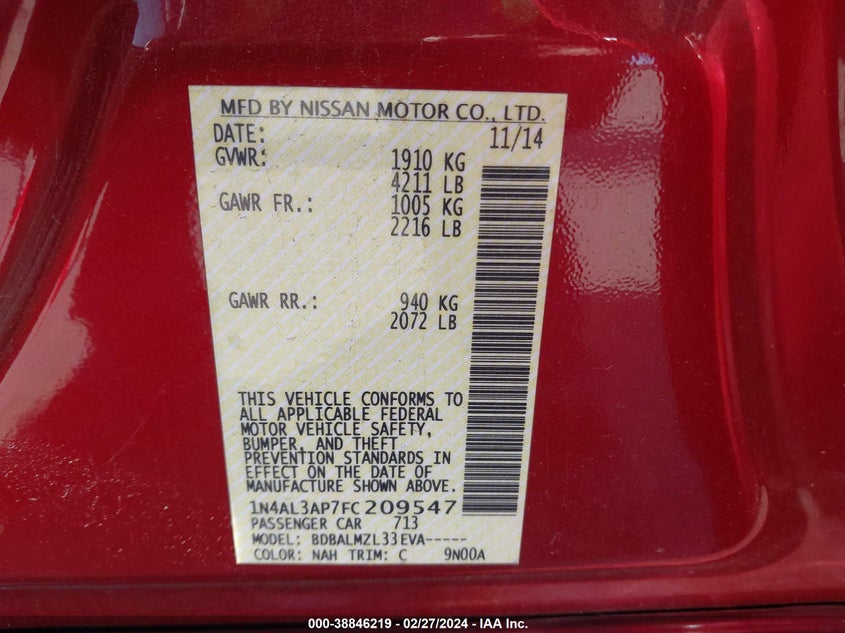 MFD BY NISSAN MOTOR CO., LTD.
DATE: 11/14
GVWR: 1910 KG
4211 LB
GAWR FR.: 1005 KG
2216 LB
GAWR RR.: 940 KG
2072 LB
THIS VEHICLE CONFORMS TO
ALL APPLICABLE FEDERAL
MOTOR VEHICLE SAFETY,
BUMPER, AND THEFT
PREVENTION STANDARDS IN
EFFECT ON THE DATE OF
MANUFACTURE SHOWN ABOVE.
1N4AL3AP7FC209547
PASSENGER CAR 713
MODEL: BDBALMZL33EVA-----
COLOR: NAH TRIM: C 9N00A
000-38846219 - 02/27/2024 - IAA Inc.